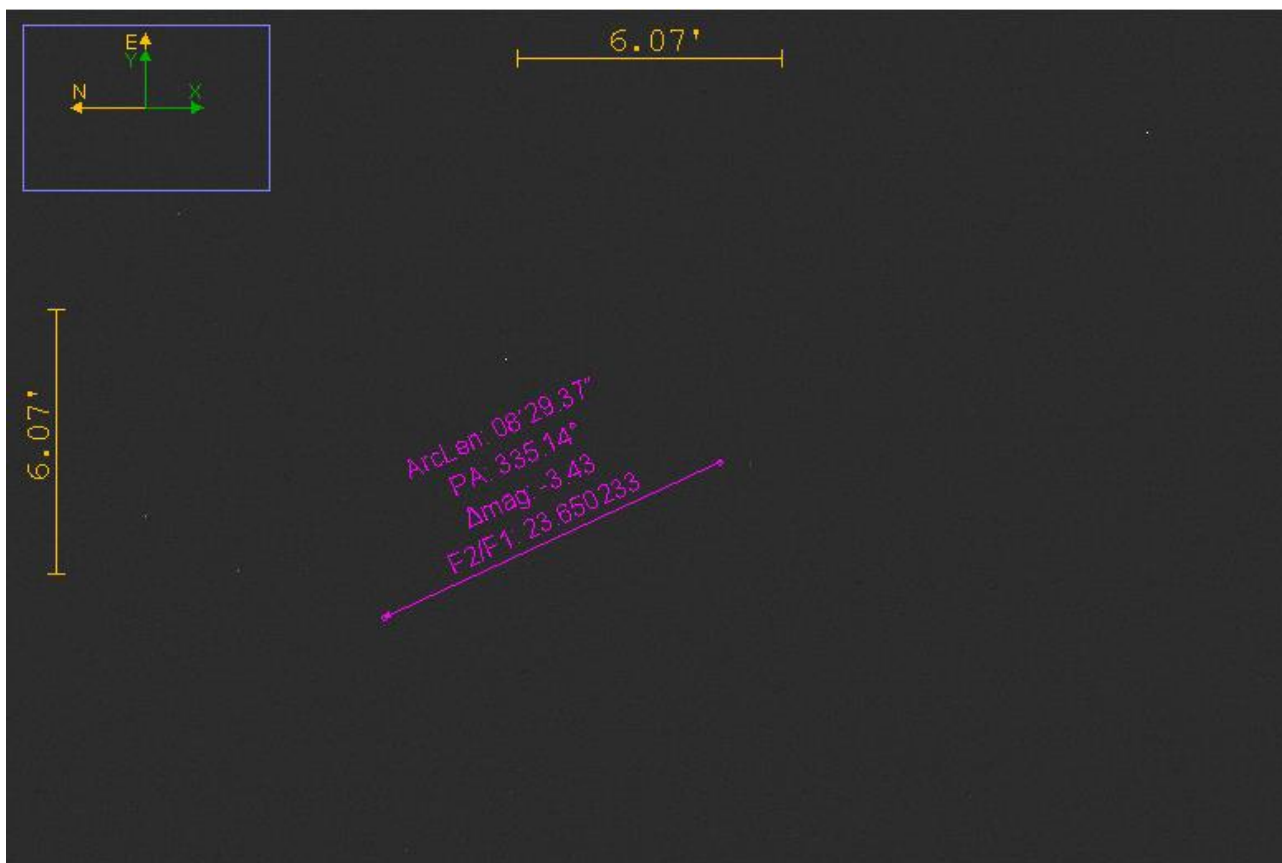 6.07'
E
Y
N
X
6.07'
ArcLen: 08'29.37"
PA: 335.14°
Δmag: -3.43
F2/F1: 23.650233